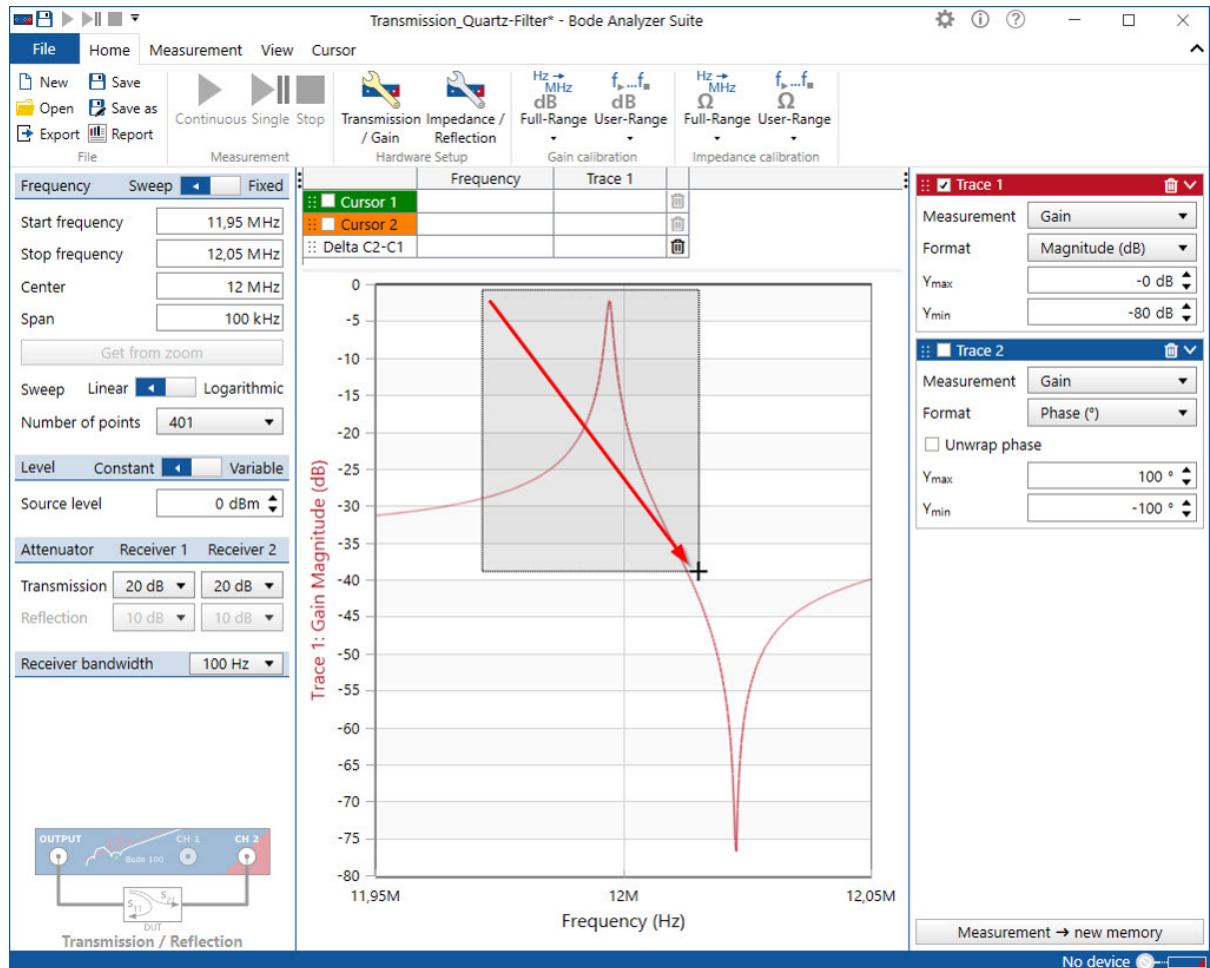 Transmission_Quartz-Filter* - Bode Analyzer Suite
File Home Measurement View Cursor
New Save
Open Save as
Export Report
File
Continuous Single Stop
Measurement
Transmission / Gain
Impedance / Reflection
Hardware Setup
Hz MHz dB
Full-Range
f...f dB
User-Range
Gain calibration
Hz MHz Ω
Full-Range
f...f Ω
User-Range
Impedance calibration
Frequency Sweep Fixed
Start frequency 11,95 MHz
Stop frequency 12,05 MHz
Center 12 MHz
Span 100 kHz
Get from zoom
Sweep Linear Logarithmic
Number of points 401
Level Constant Variable
Source level 0 dBm
Attenuator Receiver 1 Receiver 2
Transmission 20 dB 20 dB
Reflection 10 dB 10 dB
Receiver bandwidth 100 Hz
OUTPUT CH 1 CH 2
Bode 100
S11 S21
DUT
Transmission / Reflection
Frequency Trace 1
Cursor 1
Cursor 2
Delta C2-C1
Trace 1: Gain Magnitude (dB)
0
-5
-10
-15
-20
-25
-30
-35
-40
-45
-50
-55
-60
-65
-70
-75
-80
11,95M 12M 12,05M
Frequency (Hz)
Trace 1
Measurement Gain
Format Magnitude (dB)
Ymax -0 dB
Ymin -80 dB
Trace 2
Measurement Gain
Format Phase (°)
Unwrap phase
Ymax 100 °
Ymin -100 °
Measurement → new memory
No device